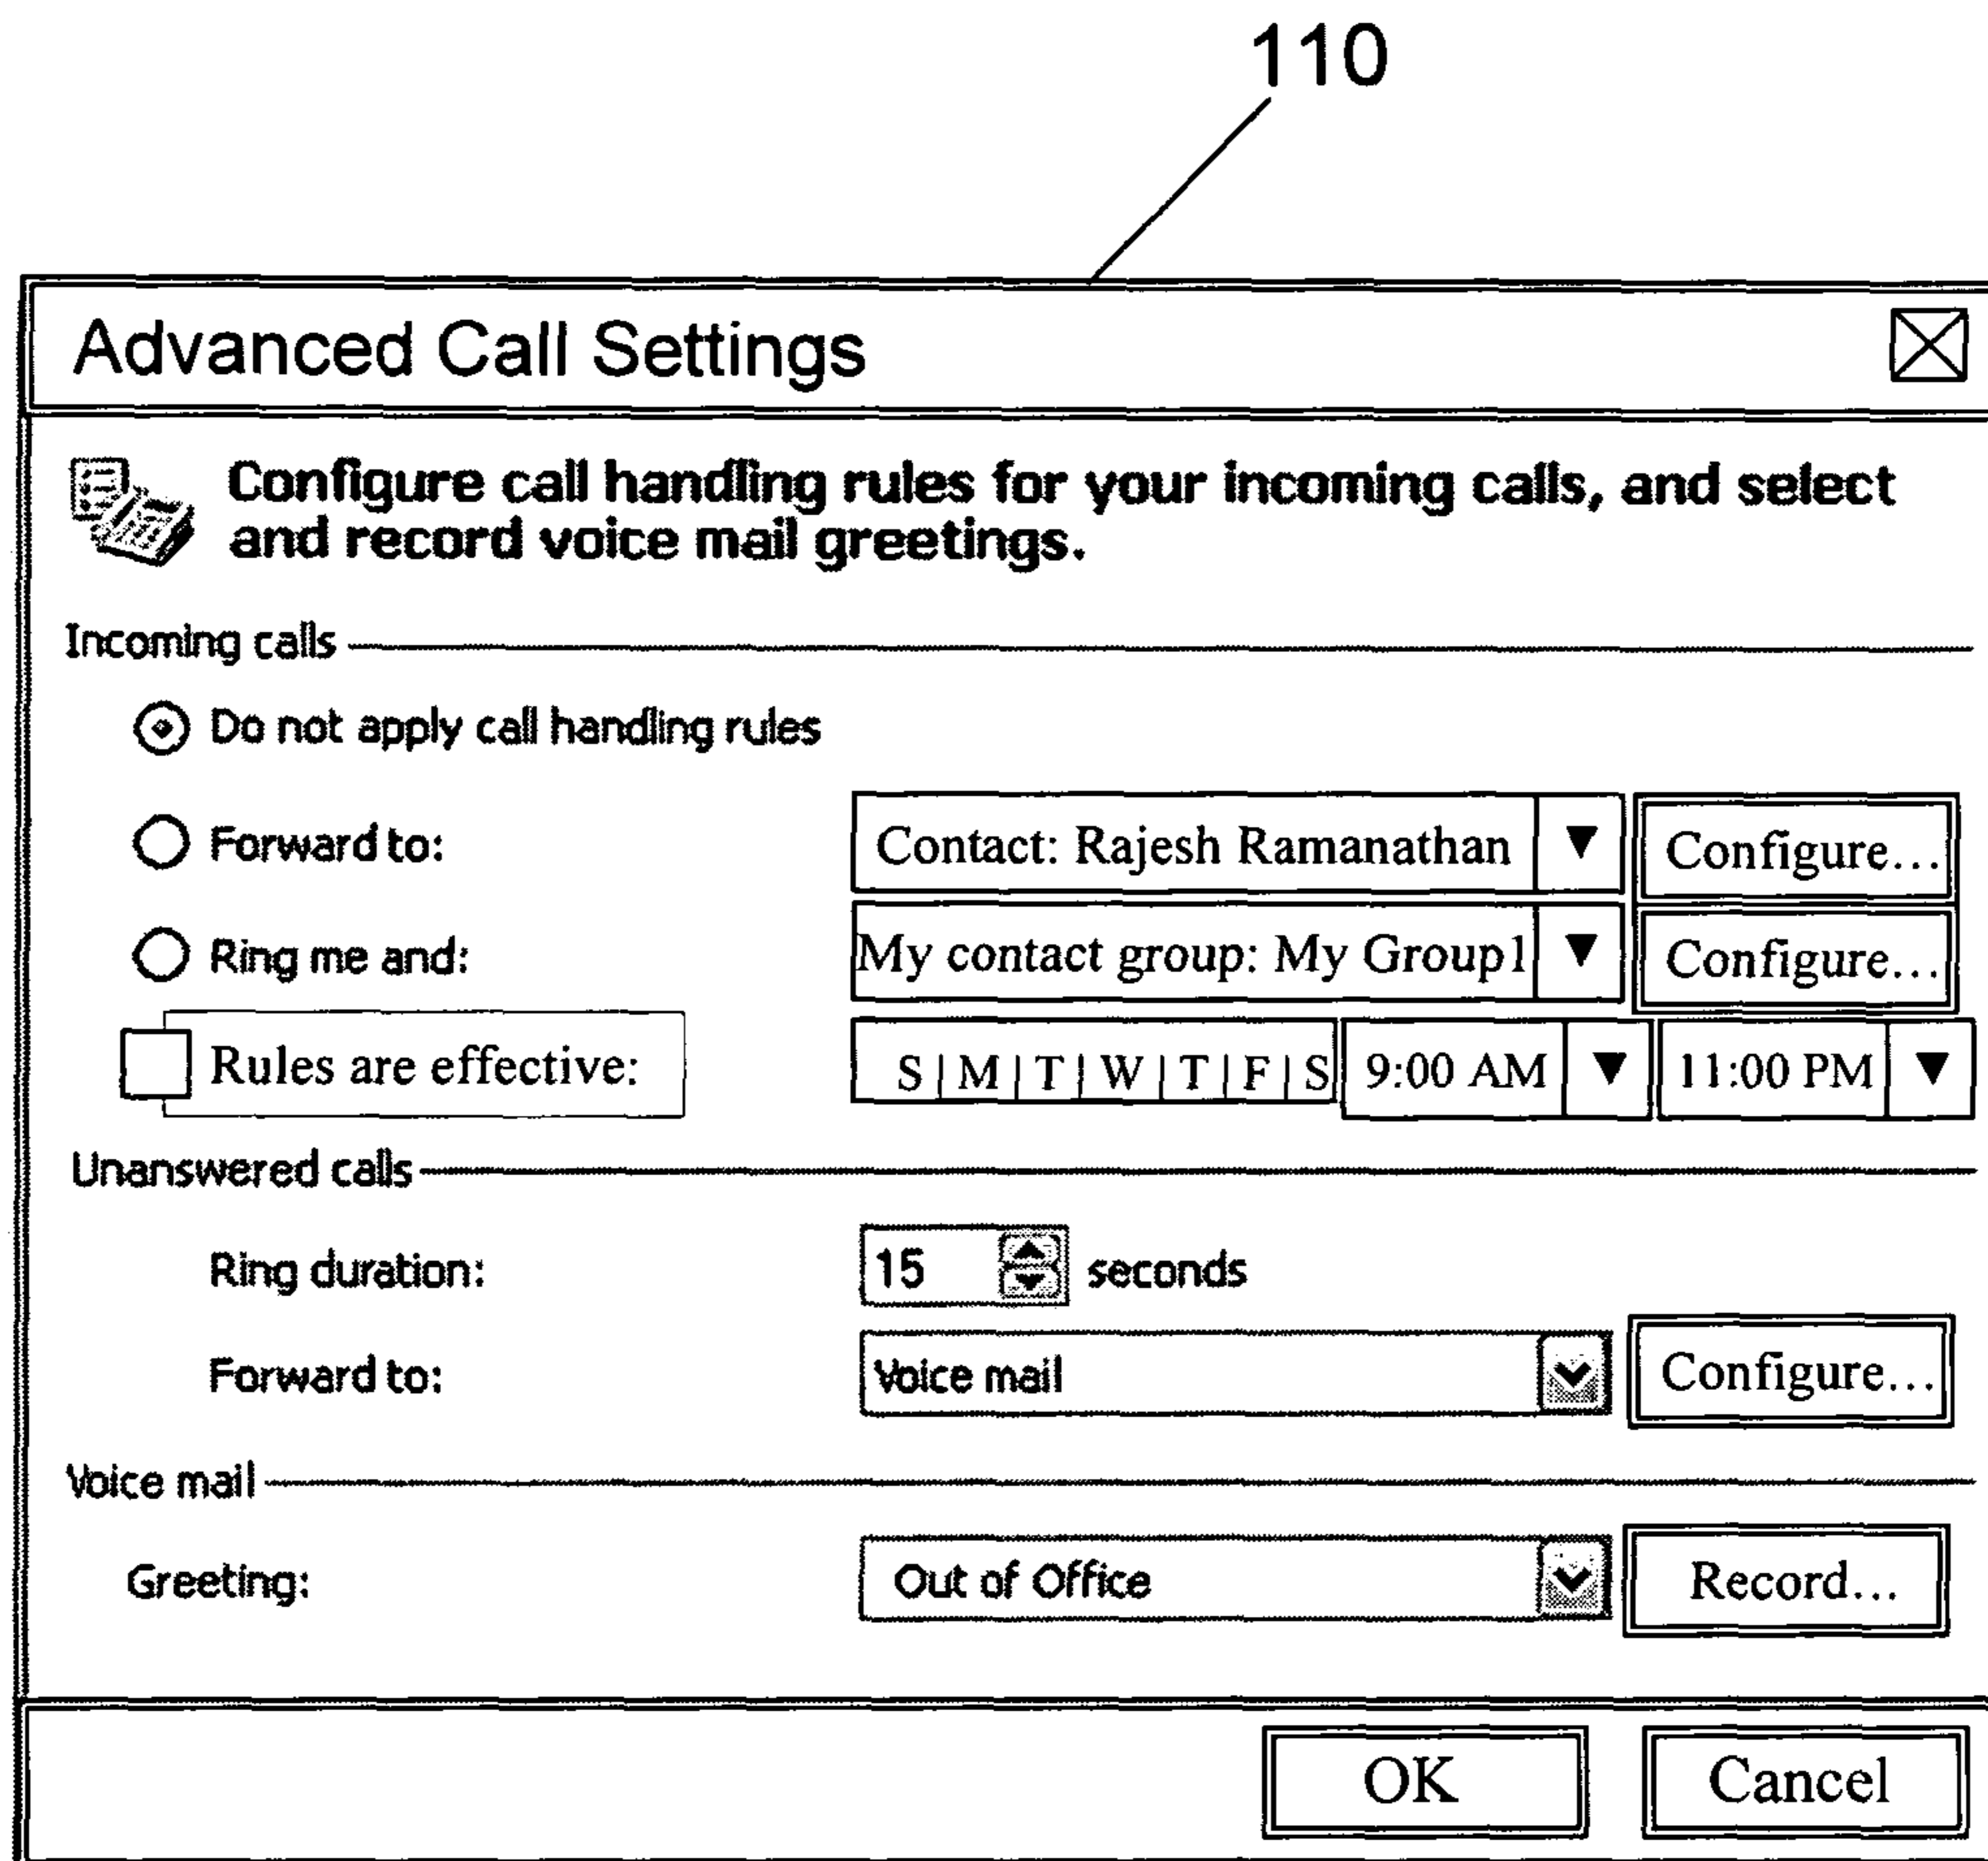 110
Advanced Call Settings
Configure call handling rules for your incoming calls, and select
and record voice mail greetings.
Incoming calls
Do not apply call handling rules
Forward to: Contact: Rajesh Ramanathan ▼ Configure...
Ring me and: My contact group: My Group1 ▼ Configure...
Rules are effective: S | M | T | W | T | F | S 9:00 AM ▼ 11:00 PM ▼
Unanswered calls
Ring duration: 15 seconds
Forward to: Voice mail Configure...
Voice mail
Greeting: Out of Office Record...
OK Cancel